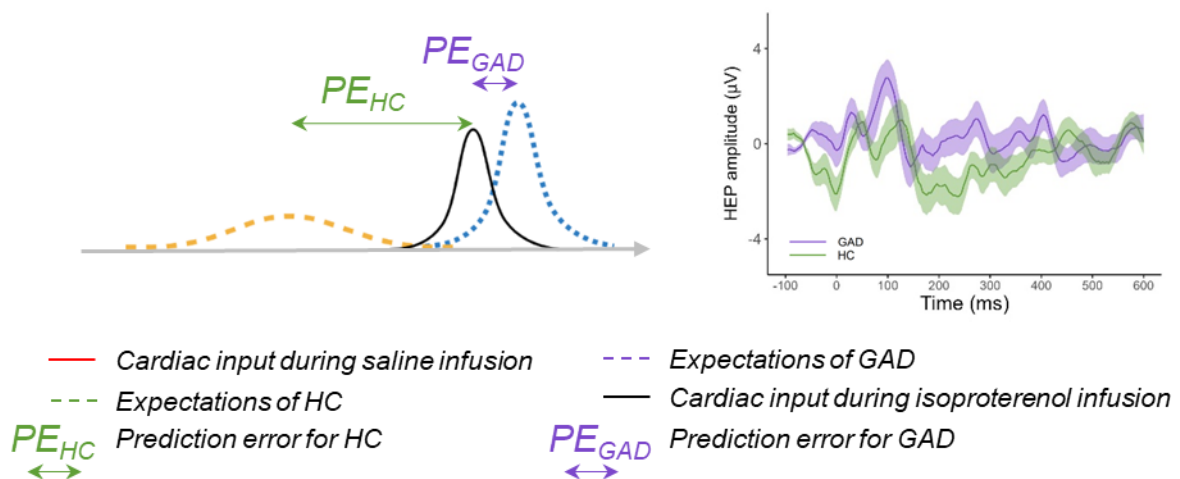 PE_GAD
PE_HC
4
0
-4
HEP amplitude (µV)
GAD
HC
-100 0 100 200 300 400 500 600
Time (ms)
Cardiac input during saline infusion
Expectations of GAD
Expectations of HC
Cardiac input during isoproterenol infusion
PE_HC Prediction error for HC
PE_GAD Prediction error for GAD